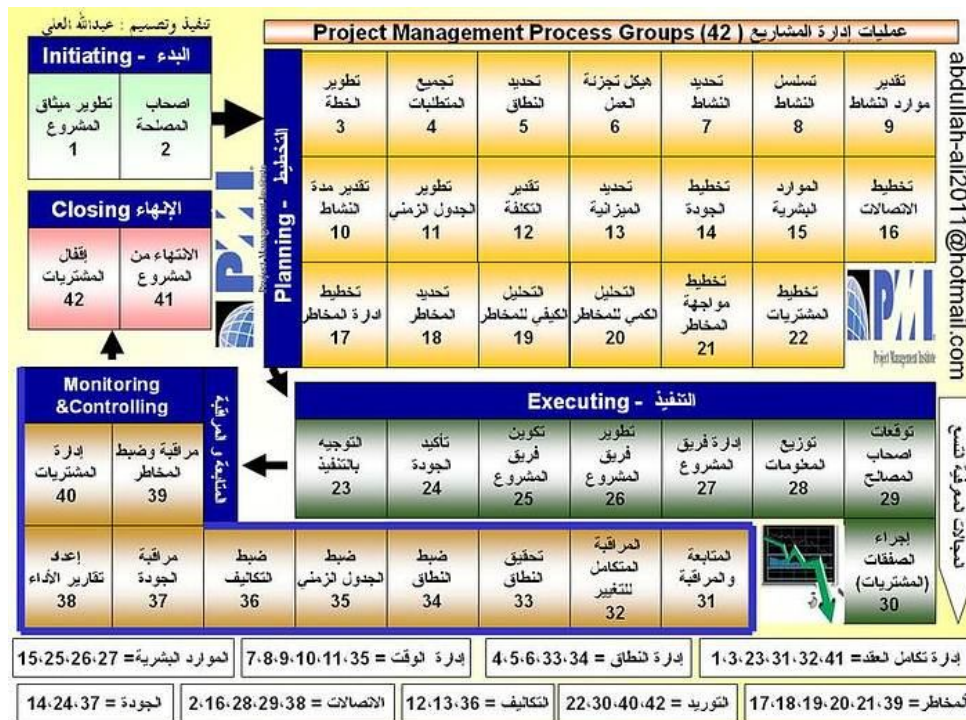 تنفيذ وتصميم : عبدالله العلي
عمليات إدارة المشاريع ( 42 ) Project Management Process Groups
abdullah-ali2011@hotmail.com
البدء - Initiating
تطوير ميثاق
المشروع
1
اصحاب
المصلحة
2
التخطيط - Planning
تطوير
الخطة
3
تجميع
المتطلبات
4
تحديد
النطاق
5
هيكل تجزئة
العمل
6
تحديد
النشاط
7
تسلسل
النشاط
8
تقدير
موارد النشاط
9
تقدير مدة
النشاط
10
تطوير
الجدول الزمني
11
تقدير
التكلفة
12
تحديد
الميزانية
13
تخطيط
الجودة
14
الموارد
البشرية
15
تخطيط
الاتصالات
16
تخطيط
ادارة المخاطر
17
تحديد
المخاطر
18
التحليل
الكيفي للمخاطر
19
التحليل
الكمي للمخاطر
20
تخطيط
مواجهة
المخاطر
21
تخطيط
المشتريات
22
PMI
Project Management Institute
PMI.
Project Management Institute
الإنهاء Closing
الانتهاء من
المشروع
41
إقفال
المشتريات
42
التنفيذ - Executing
التوجيه
بالتنفيذ
23
تأكيد
الجودة
24
تكوين
فريق
المشروع
25
تطوير
فريق
المشروع
26
إدارة فريق
المشروع
27
توزيع
المعلومات
28
توقعات
اصحاب
المصالح
29
إجراء
الصفقات
(المشتريات)
30
Monitoring
&Controlling
المتابعة و المراقبة
المتابعة
والمراقبة
31
المراقبة
المتكامل
للتغيير
32
تحقيق
النطاق
33
ضبط
النطاق
34
ضبط
الجدول الزمني
35
ضبط
التكاليف
36
مراقبة
الجودة
37
إعداد
تقارير الأداء
38
مراقبة وضبط
المخاطر
39
إدارة
المشتريات
40
المجالات المعرفية التسع
إدارة تكامل العقد= 1،3،23،31،32،41
إدارة النطاق = 4،5،6،33،34
إدارة الوقت= 7،8،9،10،11،35
الموارد البشرية= 15،25،26،27
المخاطر= 17،18،19،20،21،39
التوريد= 22،30،40،42
التكاليف= 12،13،36
الاتصالات = 2،16،28،29،38
الجودة= 14،24،37